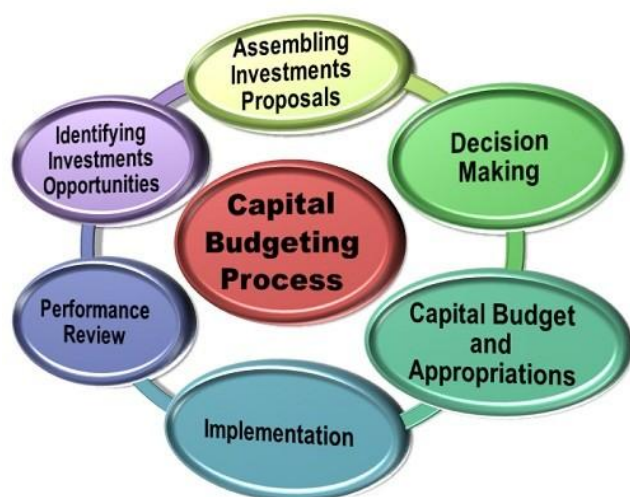 Assembling
Investments
Proposals
Decision
Making
Capital Budget
and
Appropriations
Implementation
Performance
Review
Identifying
Investments
Opportunities
Capital
Budgeting
Process